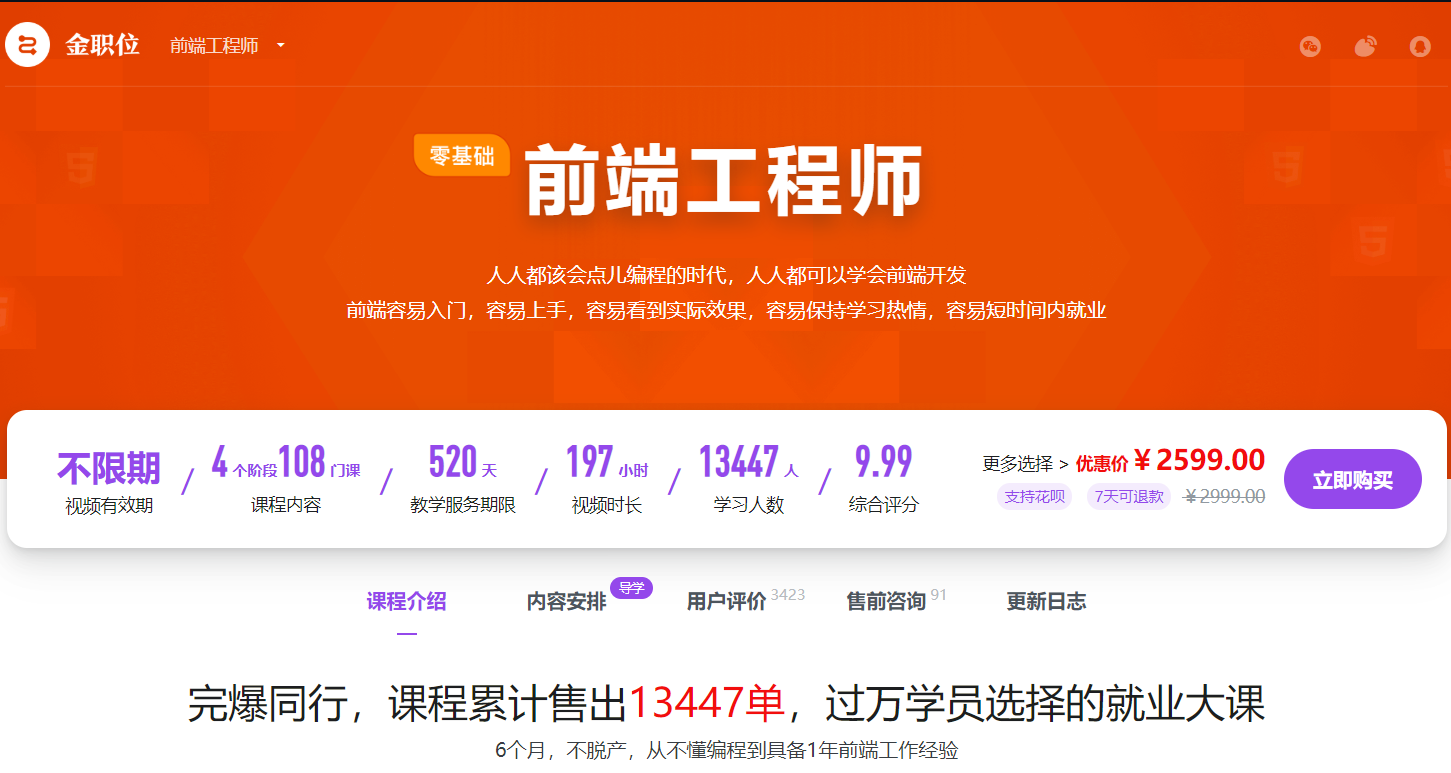 金职位 前端工程师
零基础 前端工程师
人人都该会点儿编程的时代，人人都可以学会前端开发
前端容易入门，容易上手，容易看到实际效果，容易保持学习热情，容易短时间内就业
不限期 / 4 个阶段 108 门课 / 520 天 / 197 小时 / 13447 人 / 9.99
视频有效期 课程内容 教学服务期限 视频时长 学习人数 综合评分
更多选择 > 优惠价 ¥ 2599.00
支持花呗 7天可退款 ¥2999.00
立即购买
课程介绍 内容安排 导学 用户评价 3423 售前咨询 91 更新日志
完爆同行，课程累计售出13447单，过万学员选择的就业大课
6个月，不脱产，从不懂编程到具备1年前端工作经验